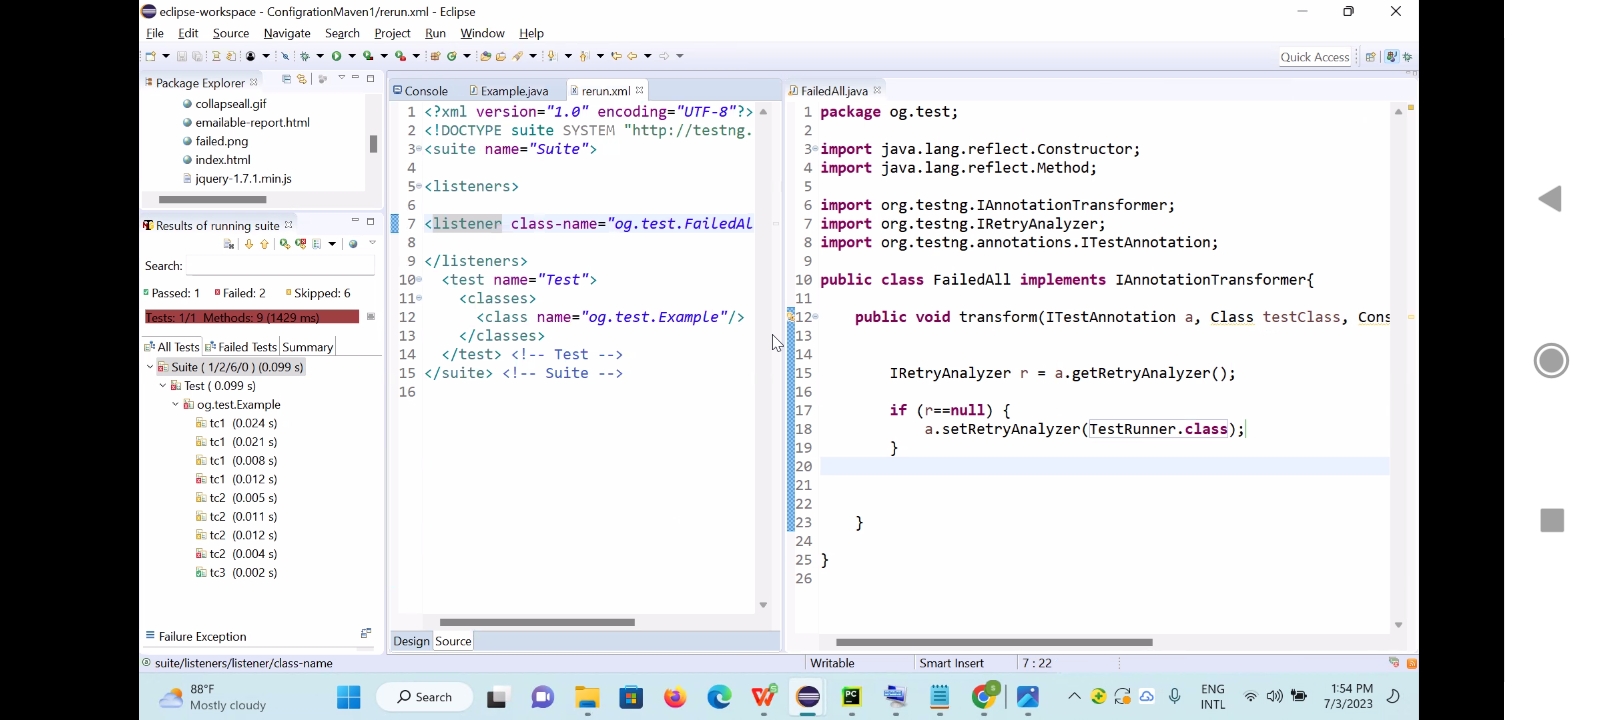 eclipse-workspace - ConfigrationMaven1/rerun.xml - Eclipse
File Edit Source Navigate Search Project Run Window Help
Quick Access
Package Explorer
collapseall.gif
emailable-report.html
failed.png
index.html
jquery-1.7.1.min.js
Results of running suite
Search:
Passed: 1 Failed: 2 Skipped: 6
Tests: 1/1 Methods: 9 (1429 ms)
All Tests Failed Tests Summary
Suite ( 1/2/6/0 ) (0.099 s)
Test ( 0.099 s)
og.test.Example
tc1 (0.024 s)
tc1 (0.021 s)
tc1 (0.008 s)
tc1 (0.012 s)
tc2 (0.005 s)
tc2 (0.011 s)
tc2 (0.012 s)
tc2 (0.004 s)
tc3 (0.002 s)
Failure Exception
Console Example.java rerun.xml
1 <?xml version="1.0" encoding="UTF-8"?>
2 <!DOCTYPE suite SYSTEM "http://testng.
3 <suite name="Suite">
4
5 <listeners>
6
7 <listener class-name="og.test.FailedAl
8
9 </listeners>
10 <test name="Test">
11 <classes>
12 <class name="og.test.Example"/>
13 </classes>
14 </test> <!-- Test -->
15 </suite> <!-- Suite -->
16
Design Source
FailedAll.java
1 package og.test;
2
3 import java.lang.reflect.Constructor;
4 import java.lang.reflect.Method;
5
6 import org.testng.IAnnotationTransformer;
7 import org.testng.IRetryAnalyzer;
8 import org.testng.annotations.ITestAnnotation;
9
10 public class FailedAll implements IAnnotationTransformer{
11
12 public void transform(ITestAnnotation a, Class testClass, Cons
13
14
15 IRetryAnalyzer r = a.getRetryAnalyzer();
16
17 if (r==null) {
18 a.setRetryAnalyzer(TestRunner.class);
19 }
20
21
22
23 }
24
25 }
26
suite/listeners/listener/class-name
Writable Smart Insert 7 : 22
88°F
Mostly cloudy
Search
ENG
INTL
1:54 PM
7/3/2023